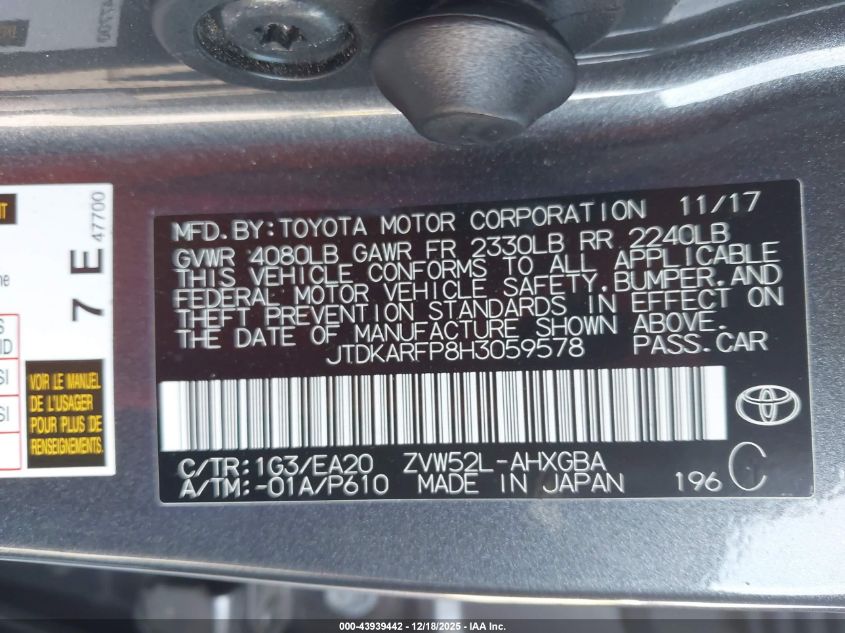 MFD. BY: TOYOTA MOTOR CORPORATION 11/17
GVWR 4080LB GAWR FR 2330LB RR 2240LB
THIS VEHICLE CONFORMS TO ALL APPLICABLE
FEDERAL MOTOR VEHICLE SAFETY, BUMPER, AND
THEFT PREVENTION STANDARDS IN EFFECT ON
THE DATE OF MANUFACTURE SHOWN ABOVE.
JTDKARFP8H3059578 PASS. CAR
C/TR: 1G3/EA20 ZVW52L-AHXGBA
A/TM: -01A/P610 MADE IN JAPAN 196 C
7 E 47700
VOIR LE MANUEL
DE L'USAGER
POUR PLUS DE
RENSEIGNEMENTS.
000-43939442 - 12/18/2025 - IAA Inc.